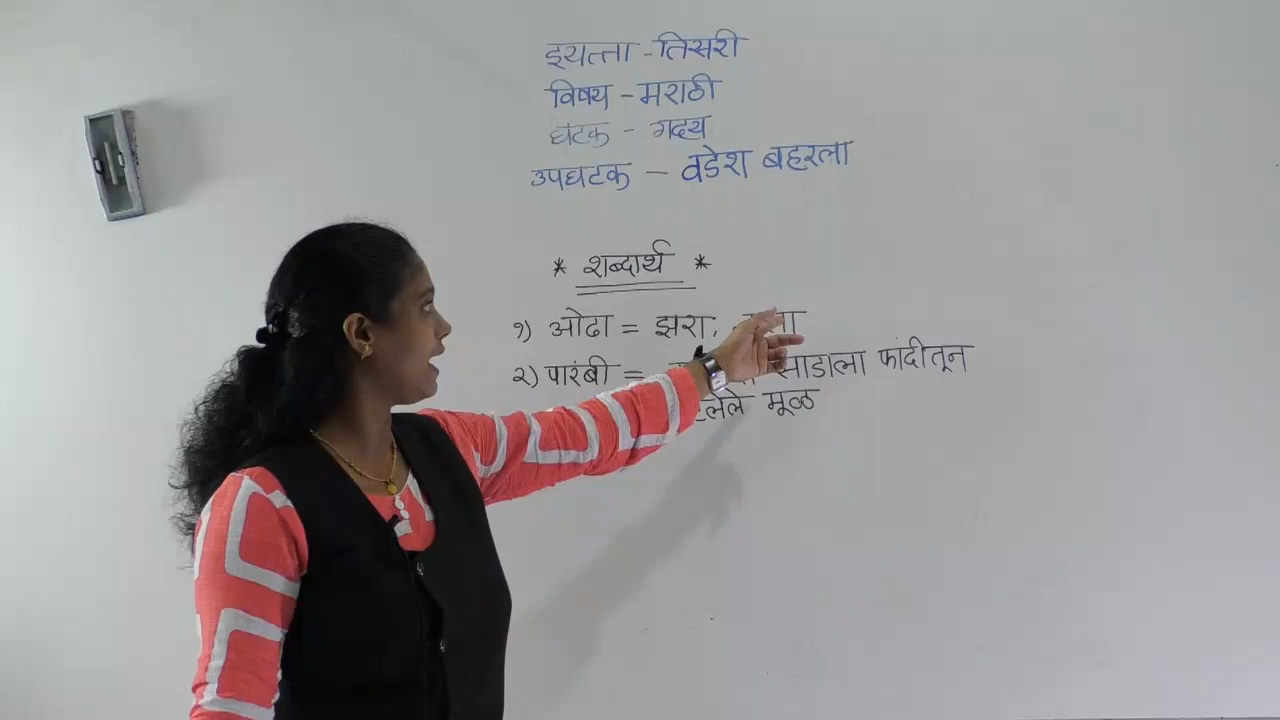 इयत्ता - तिसरी
विषय - मराठी
घटक - गद्य
उपघटक - वडेश बहरला
* शब्दार्थ *
१) ओढा = झरा,
२) पारंबी = साडाला फांदीतून
लेले मूळ